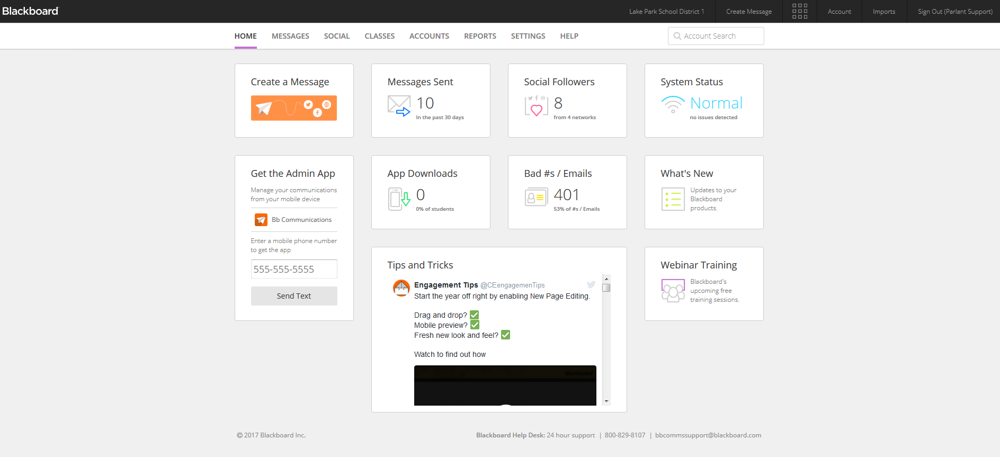 Blackboard
Lake Park School District 1
Create Message
Account
Imports
Sign Out (Parlant Support)
HOME
MESSAGES
SOCIAL
CLASSES
ACCOUNTS
REPORTS
SETTINGS
HELP
Account Search
Create a Message
Messages Sent
10
In the past 30 days
Social Followers
8
from 4 networks
System Status
Normal
no issues detected
Get the Admin App
Manage your communications
from your mobile device
Bb Communications
Enter a mobile phone number
to get the app
555-555-5555
Send Text
App Downloads
0
0% of students
Bad #s / Emails
401
53% of #s / Emails
What's New
Updates to your
Blackboard
products.
Tips and Tricks
Engagement Tips @CEengagemenTips
Start the year off right by enabling New Page Editing.
Drag and drop? ✅
Mobile preview? ✅
Fresh new look and feel? ✅
Watch to find out how
Blackboard
Webinar Training
Blackboard's
upcoming free
training sessions.
© 2017 Blackboard Inc.
Blackboard Help Desk: 24 hour support | 800-829-8107 | bbcommssupport@blackboard.com